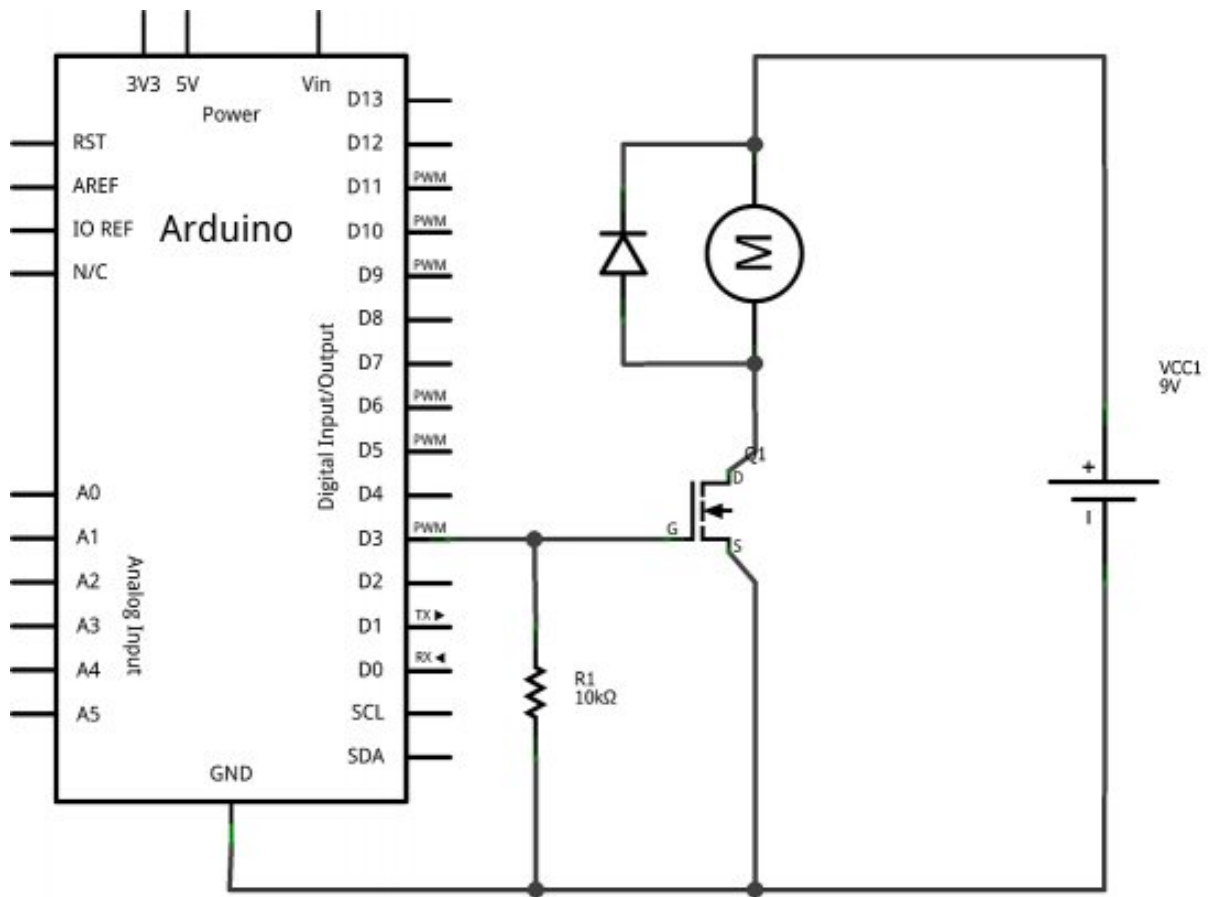 3V3 5V Vin
Power
RST
AREF
IO REF
N/C
Arduino
A0
A1
A2
A3
A4
A5
Analog Input
Digital Input/Output
D13
D12
D11 PWM
D10 PWM
D9 PWM
D8
D7
D6 PWM
D5 PWM
D4
D3 PWM
D2
D1 TX ▶
D0 RX ◀
SCL
SDA
GND
M
Q1
D
G
S
R1
10kΩ
VCC1
9V
+